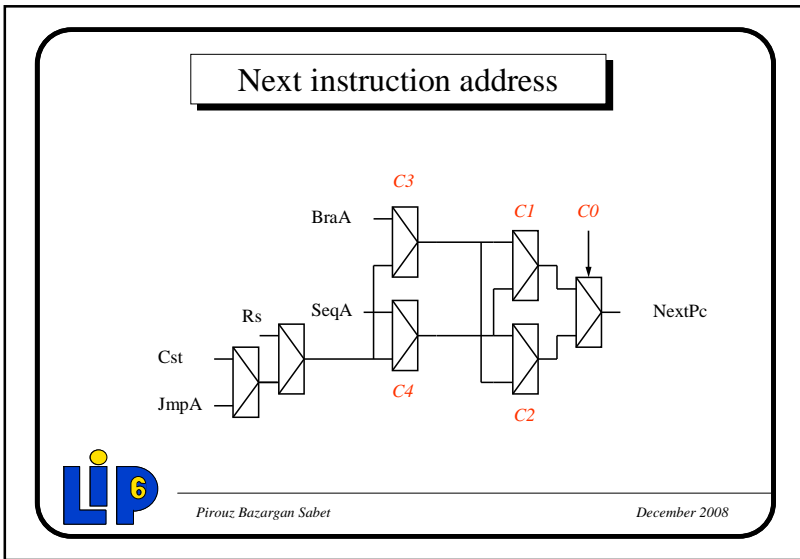 Next instruction address
C3
BraA
C1
C0
Rs
SeqA
NextPc
Cst
JmpA
C4
C2
LiP6
Pirouz Bazargan Sabet
December 2008